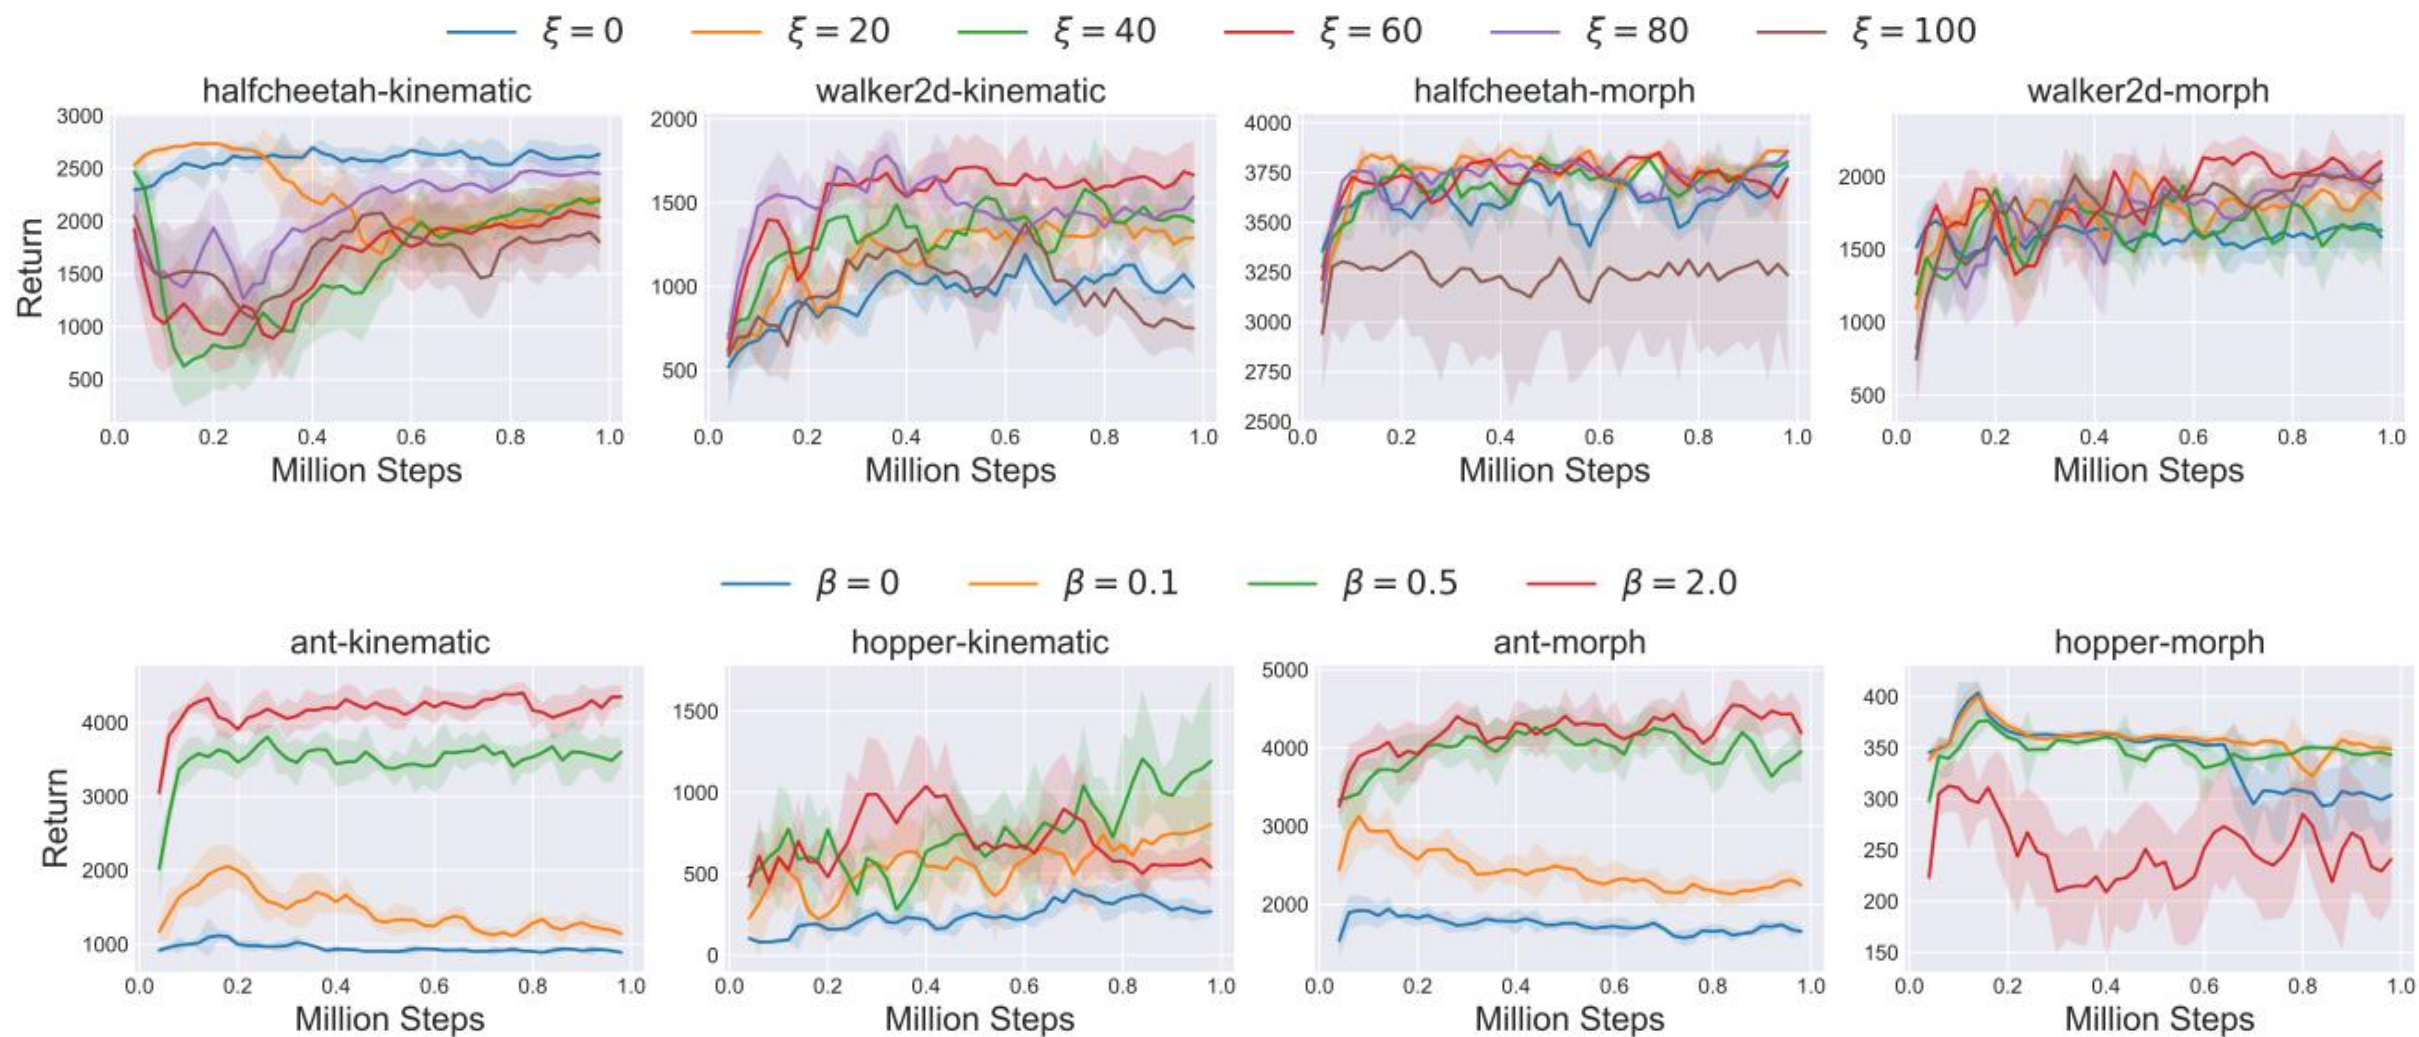 ξ = 0 ξ = 20 ξ = 40 ξ = 60 ξ = 80 ξ = 100
halfcheetah-kinematic walker2d-kinematic halfcheetah-morph walker2d-morph
Return
3000
2500
2000
1500
1000
500
0.0 0.2 0.4 0.6 0.8 1.0
Million Steps
2000
1500
1000
500
0.0 0.2 0.4 0.6 0.8 1.0
Million Steps
4000
3750
3500
3250
3000
2750
2500
0.0 0.2 0.4 0.6 0.8 1.0
Million Steps
2000
1500
1000
500
0.0 0.2 0.4 0.6 0.8 1.0
Million Steps
β = 0 β = 0.1 β = 0.5 β = 2.0
ant-kinematic hopper-kinematic ant-morph hopper-morph
Return
4000
3000
2000
1000
0.0 0.2 0.4 0.6 0.8 1.0
Million Steps
1500
1000
500
0
0.0 0.2 0.4 0.6 0.8 1.0
Million Steps
5000
4000
3000
2000
0.0 0.2 0.4 0.6 0.8 1.0
Million Steps
400
350
300
250
200
150
0.0 0.2 0.4 0.6 0.8 1.0
Million Steps